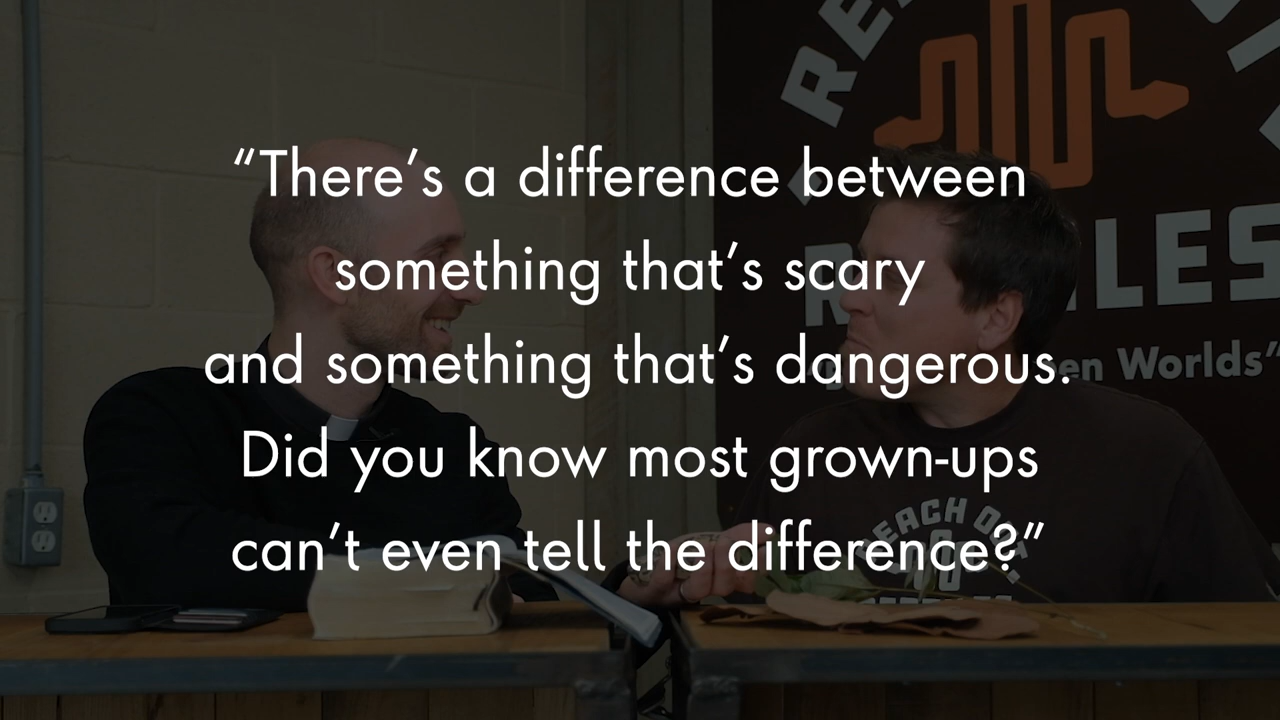 “There’s a difference between
something that’s scary
and something that’s dangerous.
Did you know most grown-ups
can’t even tell the difference?”
en Worlds”